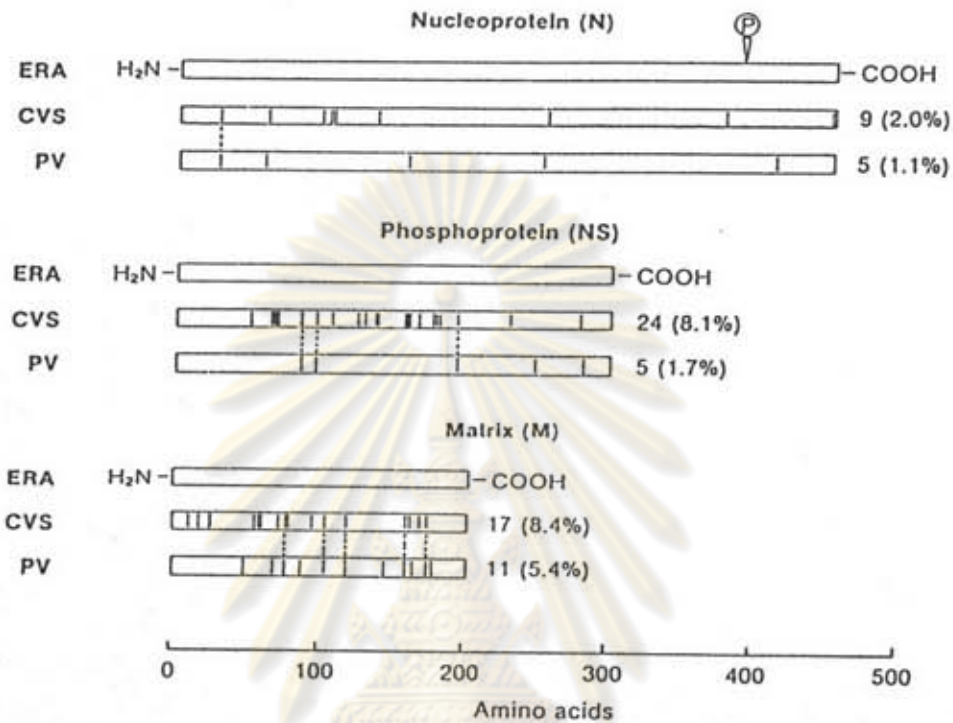 Nucleoprotein (N)
P
ERA H₂N COOH
CVS 9 (2.0%)
PV 5 (1.1%)
Phosphoprotein (NS)
ERA H₂N COOH
CVS 24 (8.1%)
PV 5 (1.7%)
Matrix (M)
ERA H₂N COOH
CVS 17 (8.4%)
PV 11 (5.4%)
0 100 200 300 400 500
Amino acids